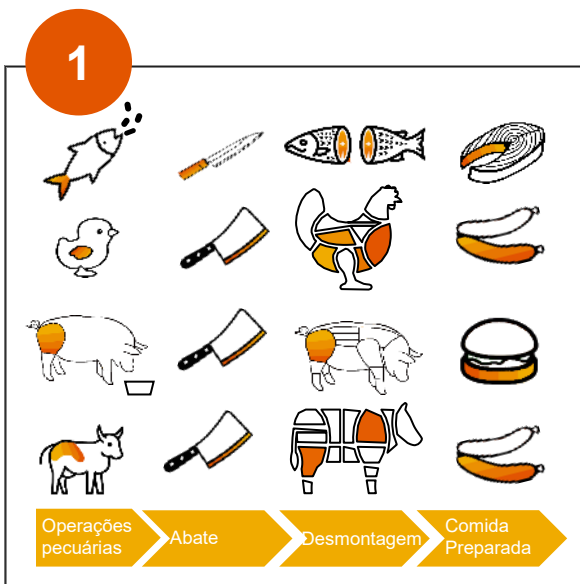 1
Operações
pecuárias
Abate
Desmontagem
Comida
Preparada